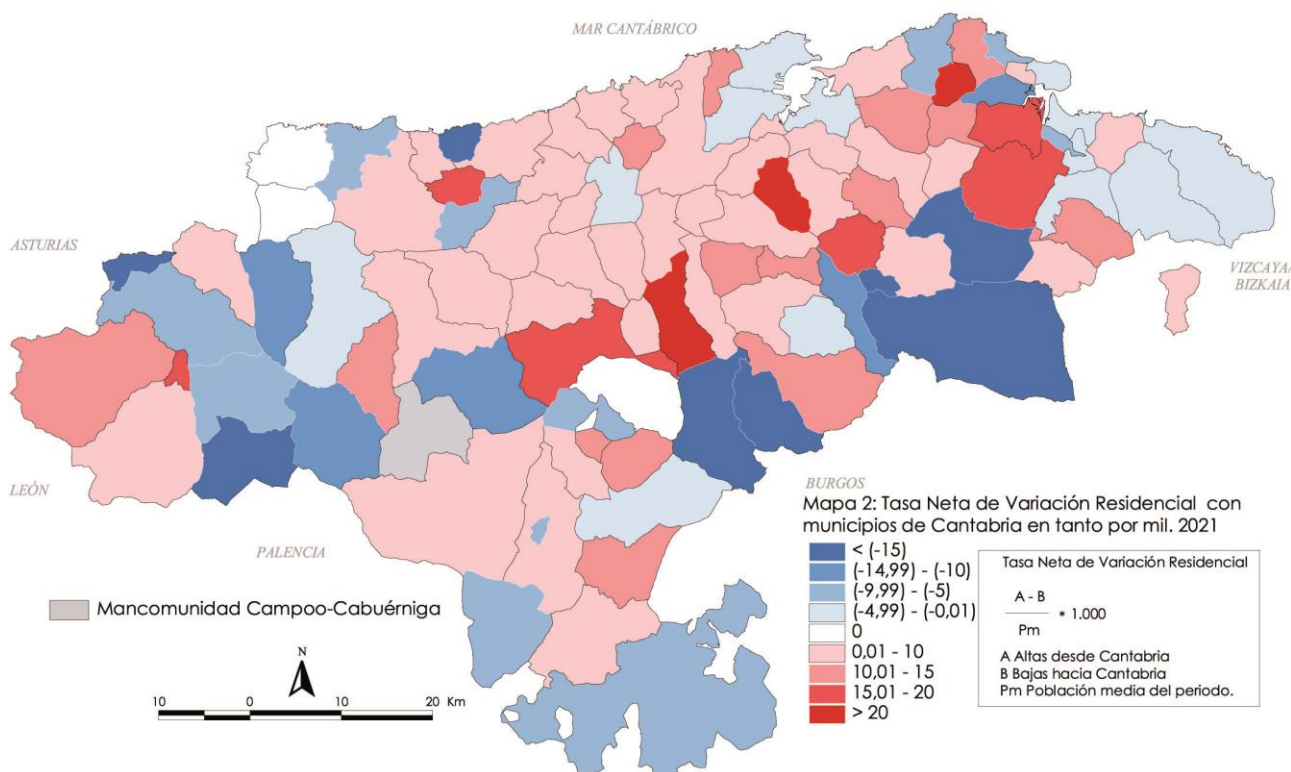 MAR CANTÁBRICO
ASTURIAS
VIZCAYA/
BIZKAIA
LEÓN
BURGOS
PALENCIA
Mapa 2: Tasa Neta de Variación Residencial con
municipios de Cantabria en tanto por mil. 2021
< (-15)
(-14,99) - (-10)
(-9,99) - (-5)
(-4,99) - (-0,01)
0
0,01 - 10
10,01 - 15
15,01 - 20
> 20
Tasa Neta de Variación Residencial
A - B
* 1.000
Pm
A Altas desde Cantabria
B Bajas hacia Cantabria
Pm Población media del periodo.
Mancomunidad Campoo-Cabuérniga
N
10 0 10 20 Km